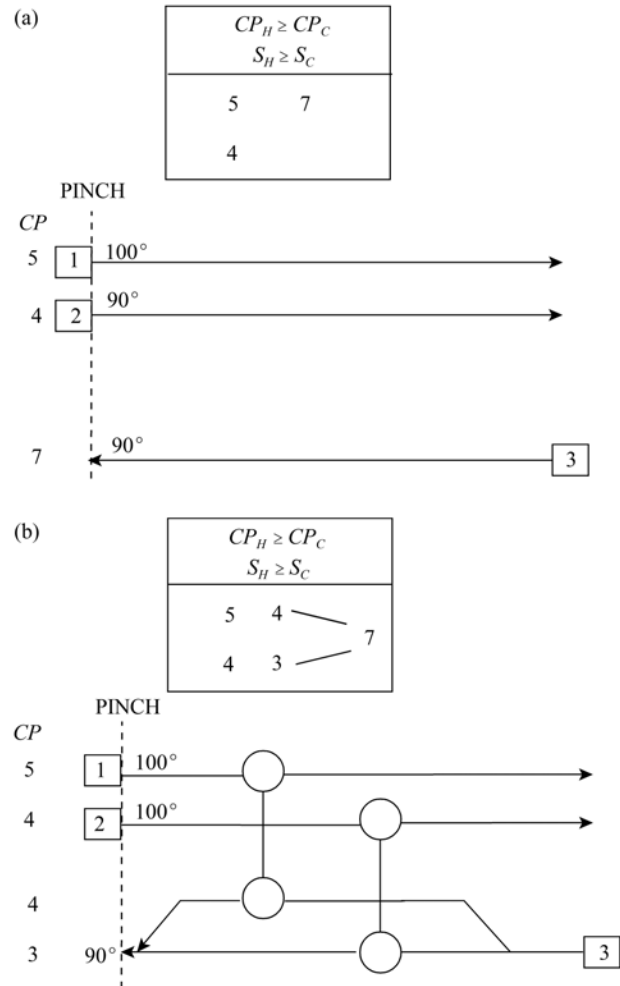 (a)
CP_H ≥ CP_C
S_H ≥ S_C
5 7
4
PINCH
CP
5 1 100°
4 2 90°
7 90° 3
(b)
CP_H ≥ CP_C
S_H ≥ S_C
5 4
7
4 3
PINCH
CP
5 1 100°
4 2 100°
4
3 90° 3